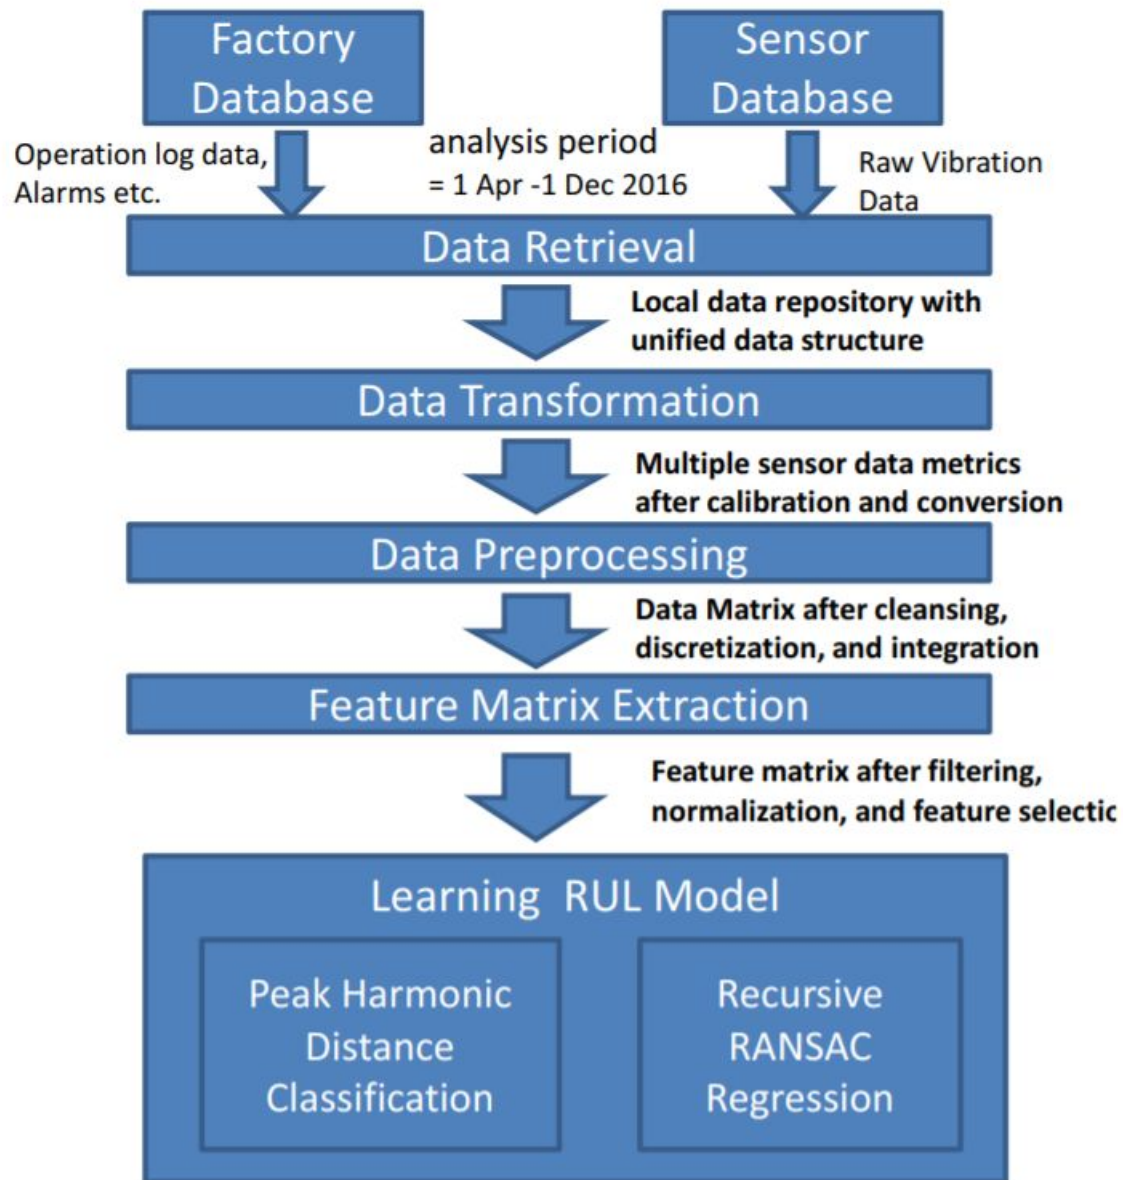 Factory
Database
Sensor
Database
Operation log data,
Alarms etc.
analysis period
= 1 Apr -1 Dec 2016
Raw Vibration
Data
Data Retrieval
Local data repository with
unified data structure
Data Transformation
Multiple sensor data metrics
after calibration and conversion
Data Preprocessing
Data Matrix after cleansing,
discretization, and integration
Feature Matrix Extraction
Feature matrix after filtering,
normalization, and feature selectic
Learning RUL Model
Peak Harmonic
Distance
Classification
Recursive
RANSAC
Regression